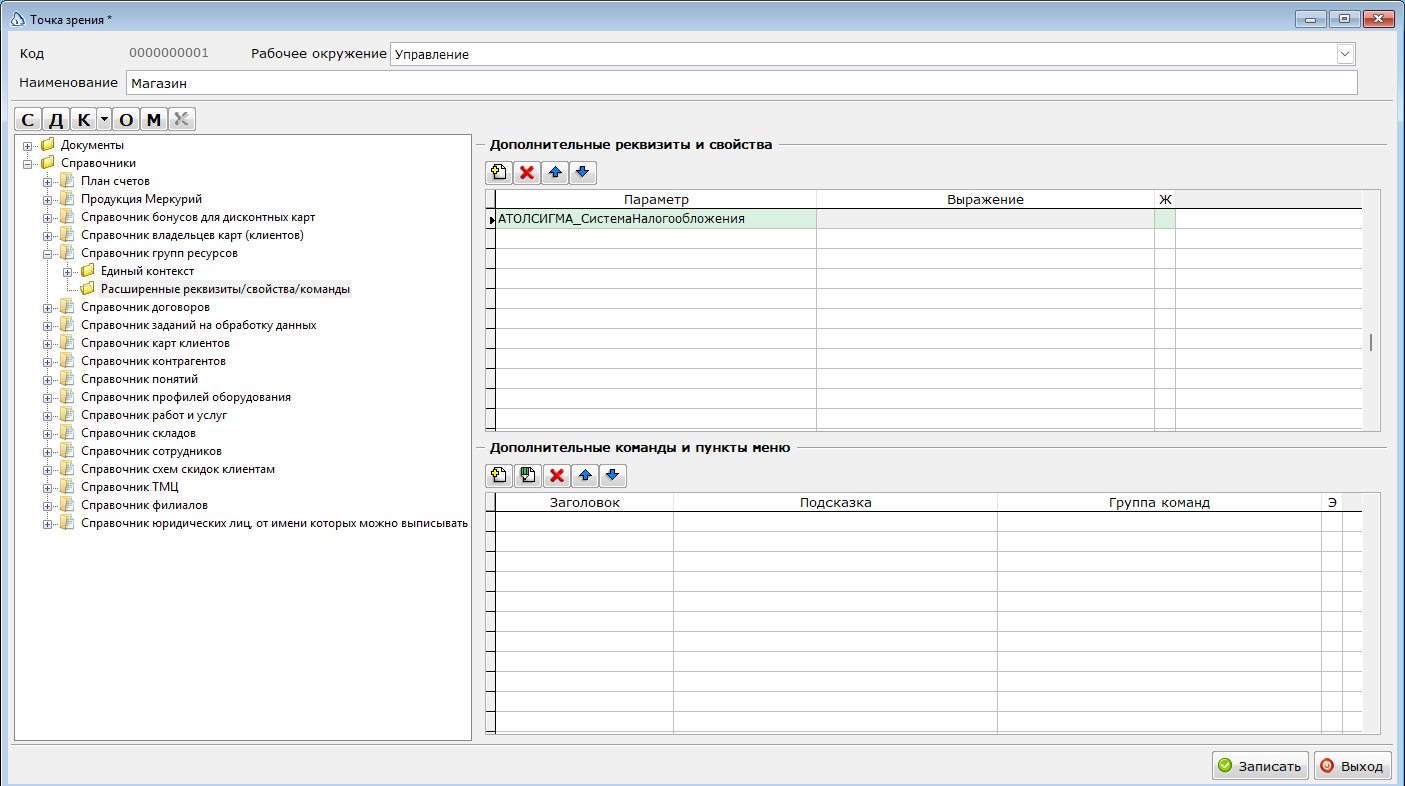 Точка зрения *
Код 0000000001 Рабочее окружение Управление
Наименование Магазин
С Д К О М
Документы
Справочники
План счетов
Продукция Меркурий
Справочник бонусов для дисконтных карт
Справочник владельцев карт (клиентов)
Справочник групп ресурсов
Единый контекст
Расширенные реквизиты/свойства/команды
Справочник договоров
Справочник заданий на обработку данных
Справочник карт клиентов
Справочник контрагентов
Справочник понятий
Справочник профилей оборудования
Справочник работ и услуг
Справочник складов
Справочник сотрудников
Справочник схем скидок клиентам
Справочник ТМЦ
Справочник филиалов
Справочник юридических лиц, от имени которых можно выписывать
Дополнительные реквизиты и свойства
Параметр Выражение Ж
АТОЛСИГМА_СистемаНалогообложения
Дополнительные команды и пункты меню
Заголовок Подсказка Группа команд Э
Записать Выход